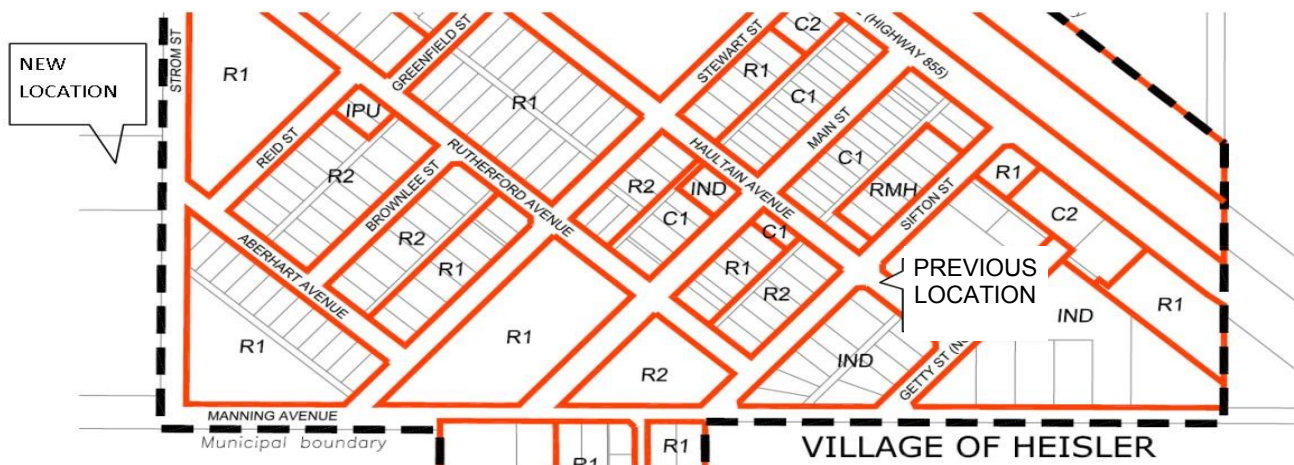 NEW
LOCATION
STROM ST
R1
IPU
REID ST
GREENFIELD ST
R1
STEWART ST
C2
R1
C1
(HIGHWAY 855)
MAIN ST
C1
RMH
SIFTON ST
R1
C2
R2
BROWNLEE ST
RUTHERFORD AVENUE
HAULTAIN AVENUE
R2
IND
C1
C1
R1
R2
R2
R1
ABERHART AVENUE
R1
R1
R2
IND
PREVIOUS
LOCATION
IND
R1
GETTY ST
MANNING AVENUE
Municipal boundary
R1
R1
VILLAGE OF HEISLER